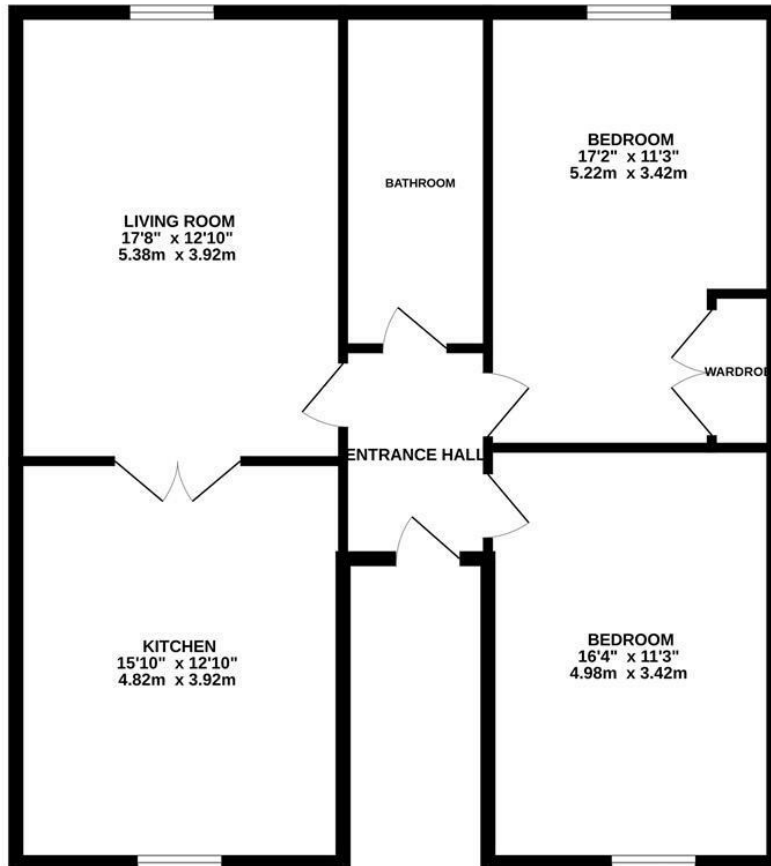 LIVING ROOM
17'8" x 12'10"
5.38m x 3.92m
BATHROOM
BEDROOM
17'2" x 11'3"
5.22m x 3.42m
WARDROB
ENTRANCE HALL
KITCHEN
15'10" x 12'10"
4.82m x 3.92m
BEDROOM
16'4" x 11'3"
4.98m x 3.42m